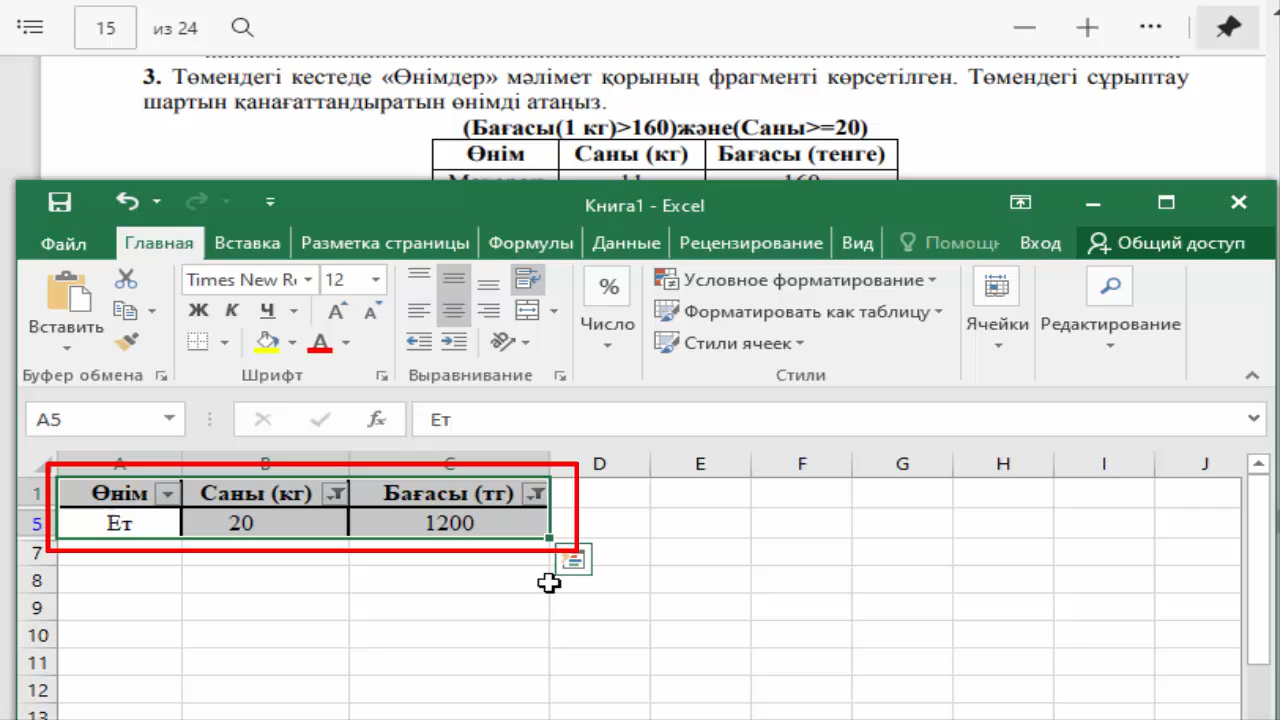 15 из 24
3. Төмендегі кестеде «Өнімдер» мәлімет қорының фрагменті көрсетілген. Төмендегі сұрыптау
шартын қанағаттандыратын өнімді атаңыз.
(Бағасы(1 кг)>160)және(Саны>=20)
Өнім Саны (кг) Бағасы (тенге)
Книга1 - Excel
Файл Главная Вставка Разметка страницы Формулы Данные Рецензирование Вид Помощь Вход Общий доступ
Times New Ro 12
Вставить
Ж К Ч
А А
А
%
Число
Условное форматирование
Форматировать как таблицу
Стили ячеек
Ячейки
Редактирование
Буфер обмена Шрифт Выравнивание Стили
A5 fx Ет
A B C D E F G H I J
1 Өнім Саны (кг) Бағасы (тг)
5 Ет 20 1200
7
8
9
10
11
12
13